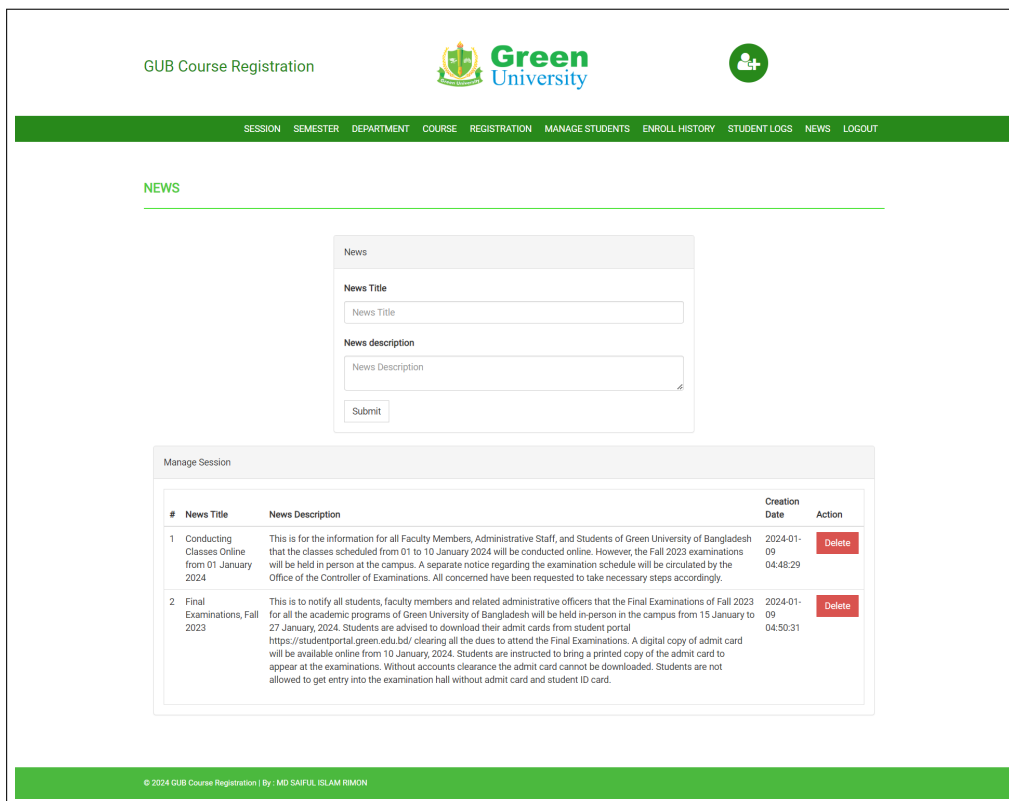 GUB Course Registration
Green
University
SESSION SEMESTER DEPARTMENT COURSE REGISTRATION MANAGE STUDENTS ENROLL HISTORY STUDENT LOGS NEWS LOGOUT
NEWS
News
News Title
News Title
News description
News Description
Submit
Manage Session
# News Title News Description Creation Date Action
1 Conducting Classes Online from 01 January 2024
This is for the information for all Faculty Members, Administrative Staff, and Students of Green University of Bangladesh
that the classes scheduled from 01 to 10 January 2024 will be conducted online. However, the Fall 2023 examinations
will be held in person at the campus. A separate notice regarding the examination schedule will be circulated by the
Office of the Controller of Examinations. All concerned have been requested to take necessary steps accordingly.
2024-01-
09
04:48:29
Delete
2 Final Examinations, Fall 2023
This is to notify all students, faculty members and related administrative officers that the Final Examinations of Fall 2023
for all the academic programs of Green University of Bangladesh will be held in-person in the campus from 15 January to
27 January, 2024. Students are advised to download their admit cards from student portal
https://studentportal.green.edu.bd/ clearing all the dues to attend the Final Examinations. A digital copy of admit card
will be available online from 10 January, 2024. Students are instructed to bring a printed copy of the admit card to
appear at the examinations. Without accounts clearance the admit card cannot be downloaded. Students are not
allowed to get entry into the examination hall without admit card and student ID card.
2024-01-
09
04:50:31
Delete
© 2024 GUB Course Registration | By : MD SAIFUL ISLAM RIMON